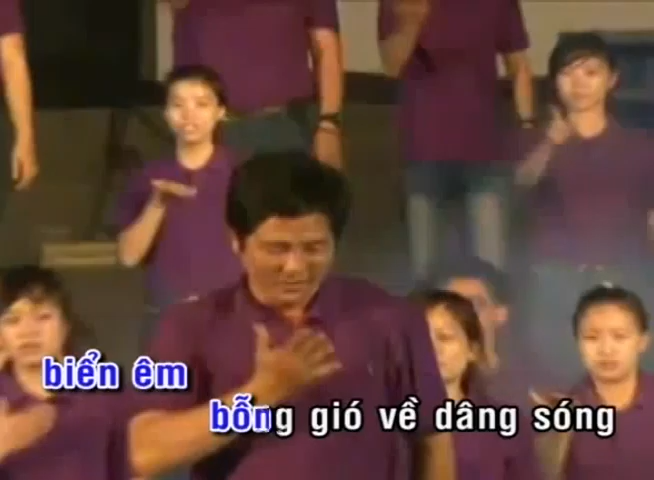 biển êm
bỗng gió về dâng sóng